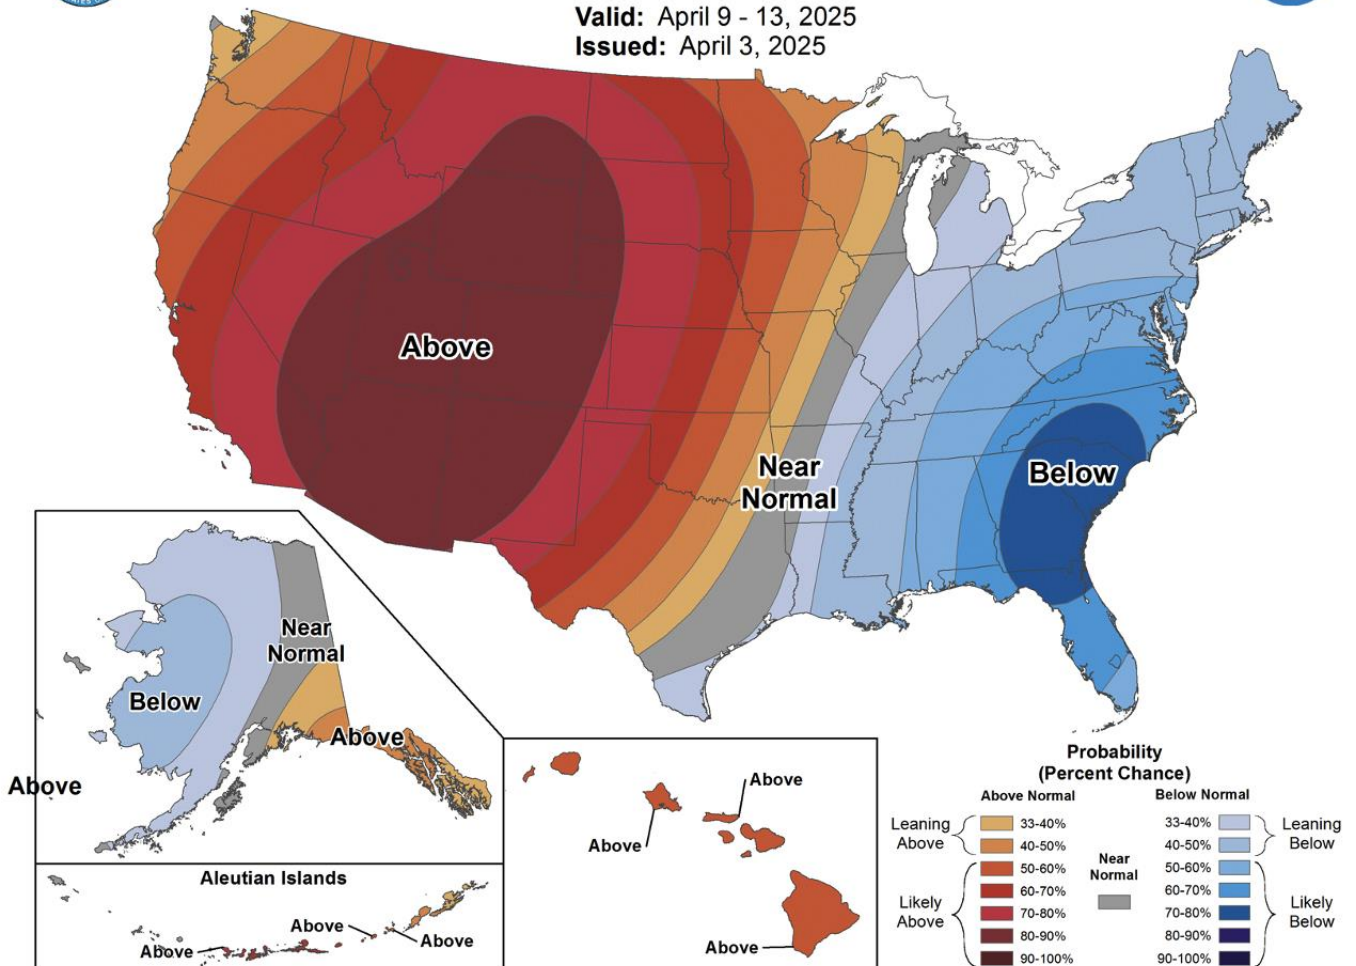 Valid: April 9 - 13, 2025
Issued: April 3, 2025
Above
Near
Normal
Below
Near
Normal
Below
Above
Above
Aleutian Islands
Above
Above
Above
Above
Above
Above
Probability
(Percent Chance)
Above Normal
Below Normal
Leaning
Above
33-40%
40-50%
Likely
Above
50-60%
60-70%
70-80%
80-90%
90-100%
Near
Normal
33-40%
40-50%
Leaning
Below
50-60%
60-70%
70-80%
80-90%
90-100%
Likely
Below